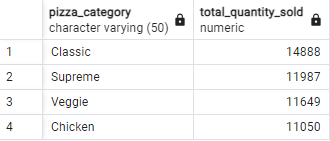 pizza_category total_quantity_sold
character varying (50) numeric
1 Classic 14888
2 Supreme 11987
3 Veggie 11649
4 Chicken 11050